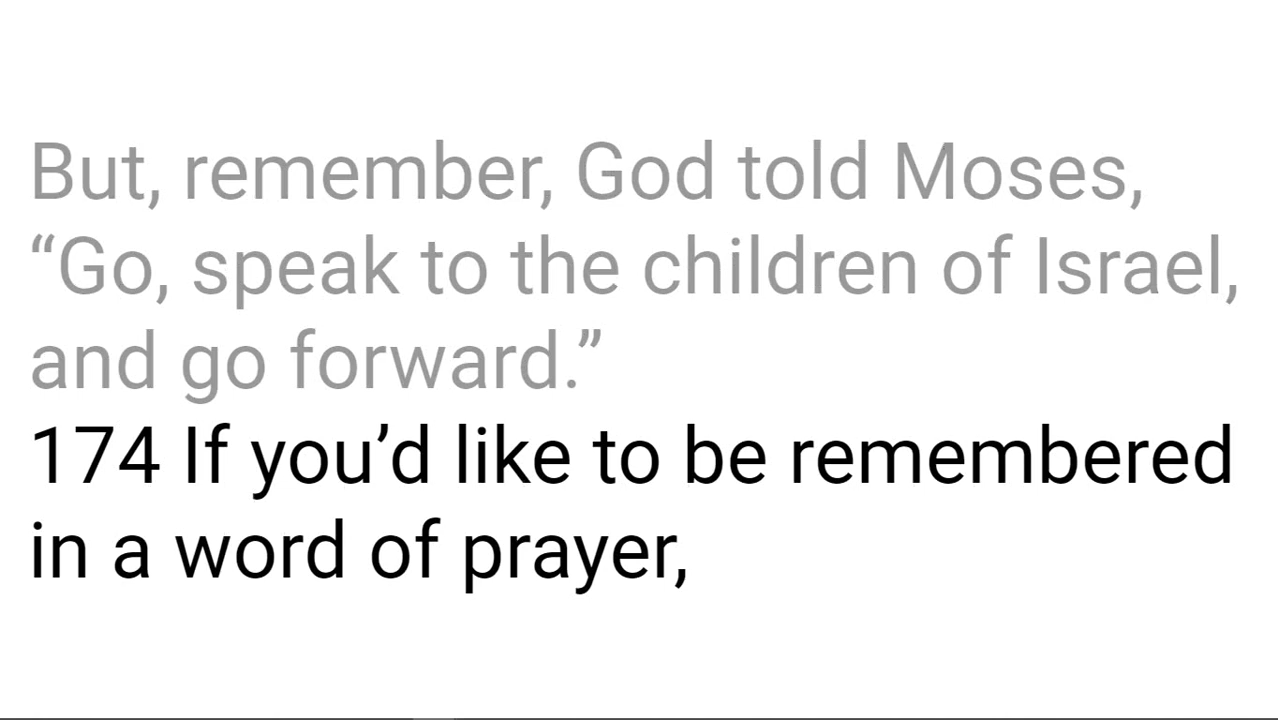 But, remember, God told Moses,
“Go, speak to the children of Israel,
and go forward.”
174 If you’d like to be remembered
in a word of prayer,